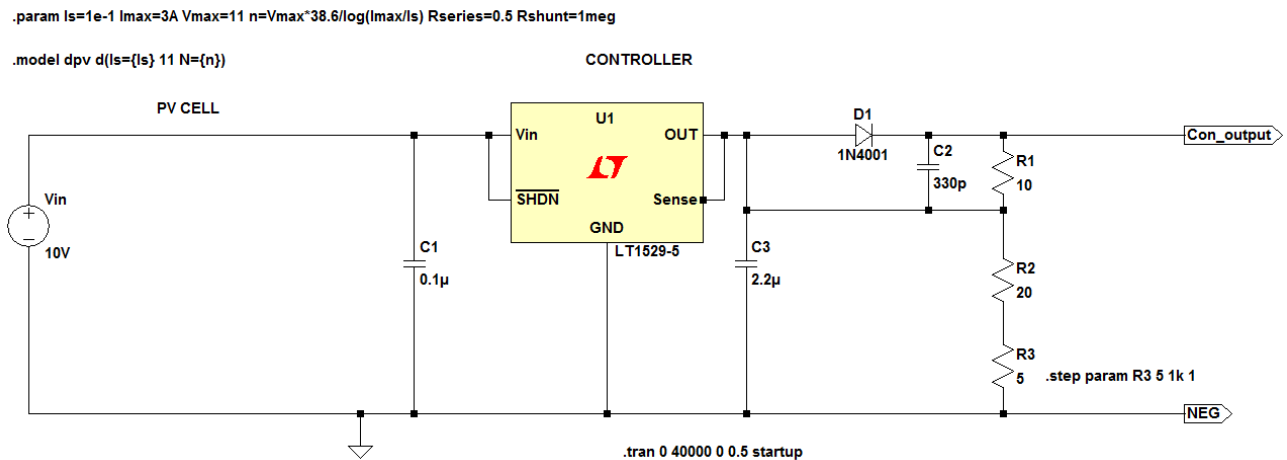 .param Is=1e-1 Imax=3A Vmax=11 n=Vmax*38.6/log(Imax/Is) Rseries=0.5 Rshunt=1meg
.model dpv d(Is={Is} 11 N={n})
CONTROLLER
PV CELL
U1
Vin
OUT
SHDN
Sense
GND
LT1529-5
D1
1N4001
C2
330p
R1
10
Con_output
Vin
10V
C1
0.1µ
C3
2.2µ
R2
20
R3
5
.step param R3 5 1k 1
NEG
.tran 0 40000 0 0.5 startup